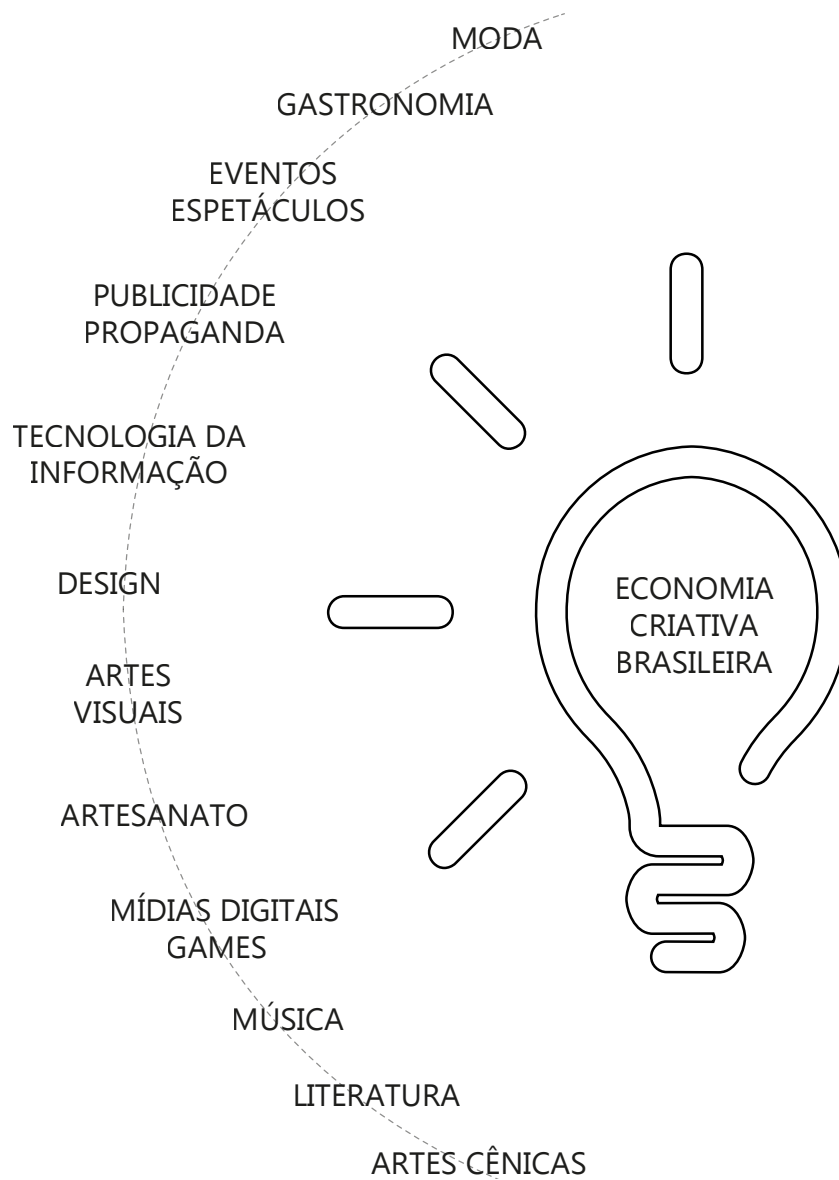 MODA
GASTRONOMIA
EVENTOS
ESPETÁCULOS
PUBLICIDADE
PROPAGANDA
TECNOLOGIA DA
INFORMAÇÃO
DESIGN
ARTES
VISUAIS
ARTESANATO
MÍDIAS DIGITAIS
GAMES
MÚSICA
LITERATURA
ARTES CÊNICAS
ECONOMIA
CRIATIVA
BRASILEIRA